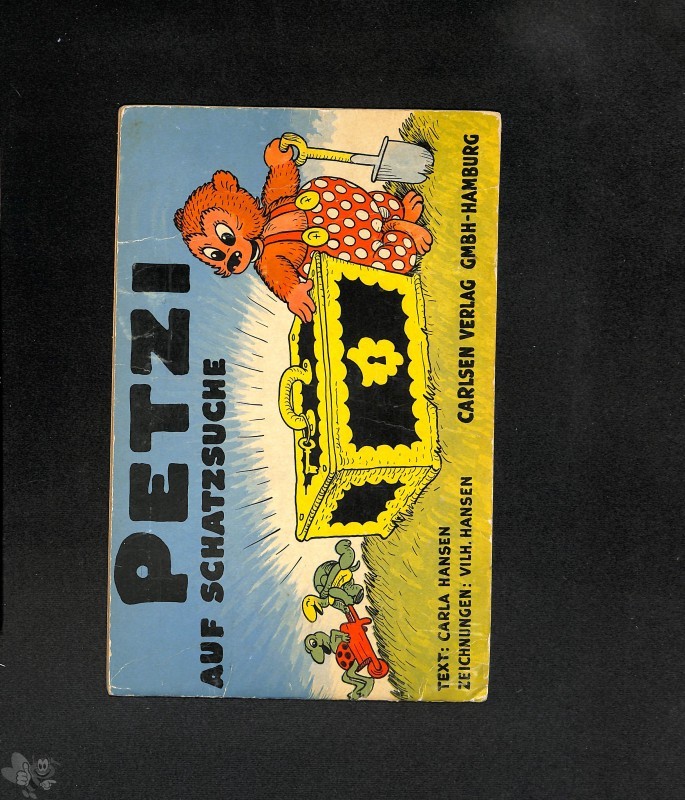 PETZI
AUF SCHATZSUCHE
TEXT: CARLA HANSEN
ZEICHNUNGEN: VILH. HANSEN
CARLSEN VERLAG GMBH-HAMBURG